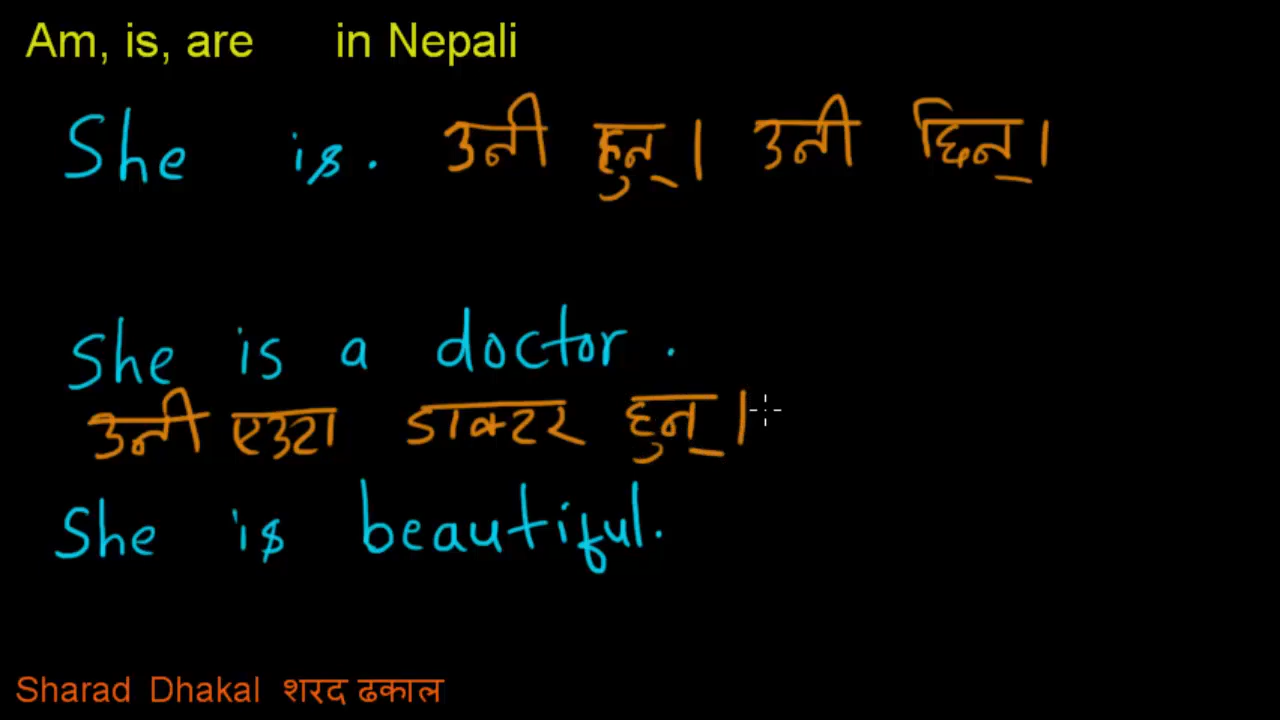 Am, is, are in Nepali
She is. उनी हुन्। उनी छिन्।
She is a doctor.
उनी एउटा डाक्टर हुन्।
She is beautiful.
Sharad Dhakal शरद ढकाल